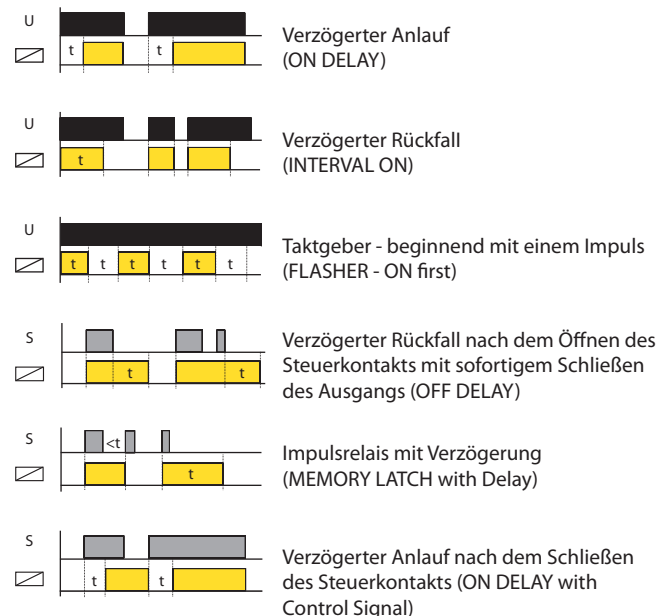 U
t t
Verzögerter Anlauf
(ON DELAY)
U
t
Verzögerter Rückfall
(INTERVAL ON)
U
t t t t t t
Taktgeber - beginnend mit einem Impuls
(FLASHER - ON first)
S
t t
Verzögerter Rückfall nach dem Öffnen des
Steuerkontakts mit sofortigem Schließen
des Ausgangs (OFF DELAY)
S
<t
t
Impulsrelais mit Verzögerung
(MEMORY LATCH with Delay)
S
t t
Verzögerter Anlauf nach dem Schließen
des Steuerkontakts (ON DELAY with
Control Signal)